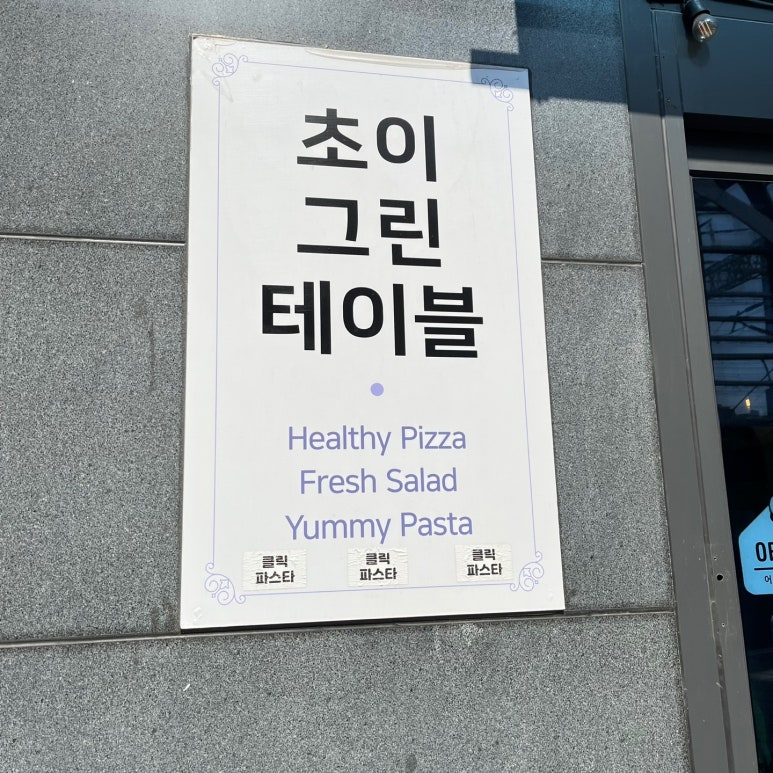 초이
그린
테이블
Healthy Pizza
Fresh Salad
Yummy Pasta
클릭
파스타
클릭
파스타
클릭
파스타